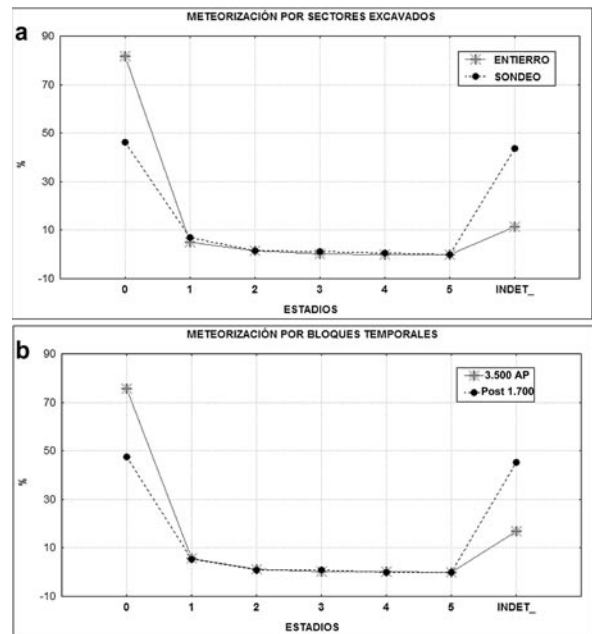 METEORIZACIÓN POR SECTORES EXCAVADOS
a
90
ENTIERRO
SONDEO
70
50
%
30
10
-10
0 1 2 3 4 5 INDET_
ESTADIOS
METEORIZACIÓN POR BLOQUES TEMPORALES
b
90
3.500 AP
Post 1.700
70
50
%
30
10
-10
0 1 2 3 4 5 INDET_
ESTADIOS